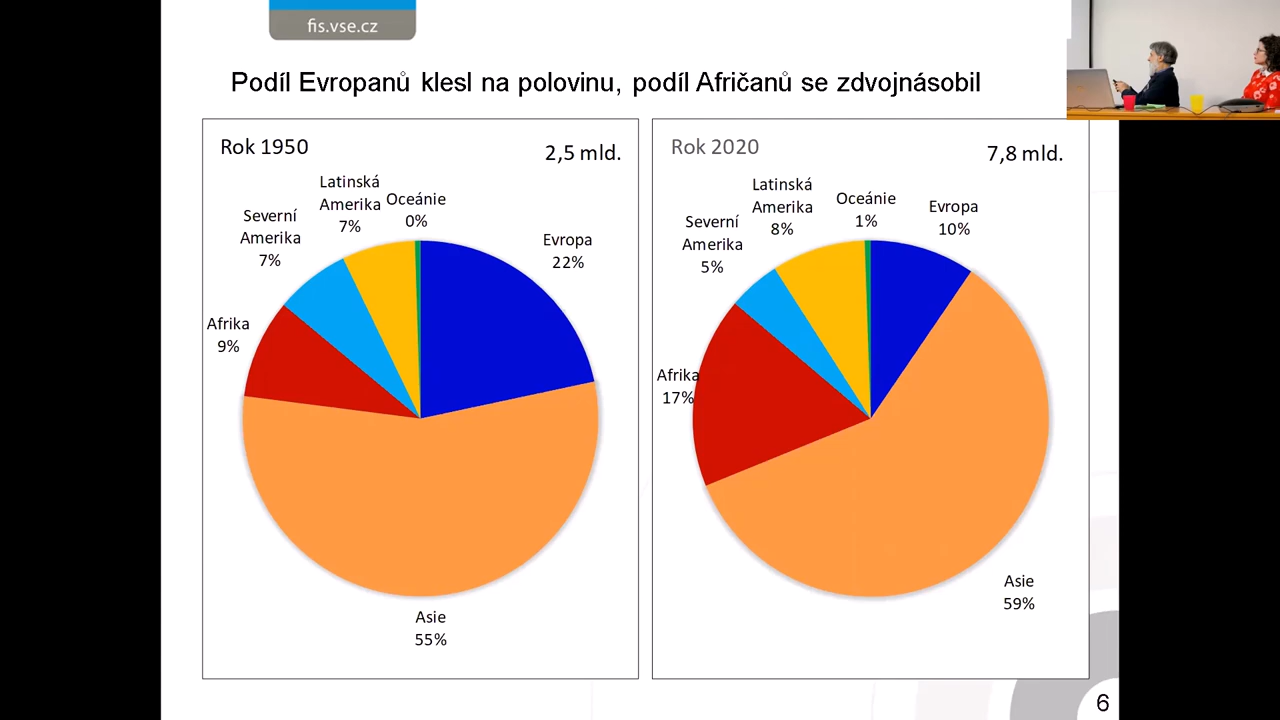 fis.vse.cz
Podíl Evropanů klesl na polovinu, podíl Afričanů se zdvojnásobil
Rok 1950
2,5 mld.
Latinská
Amerika
7%
Oceánie
0%
Severní
Amerika
7%
Evropa
22%
Afrika
9%
Asie
55%
Rok 2020
7,8 mld.
Latinská
Amerika
8%
Oceánie
1%
Evropa
10%
Severní
Amerika
5%
Afrika
17%
Asie
59%
6